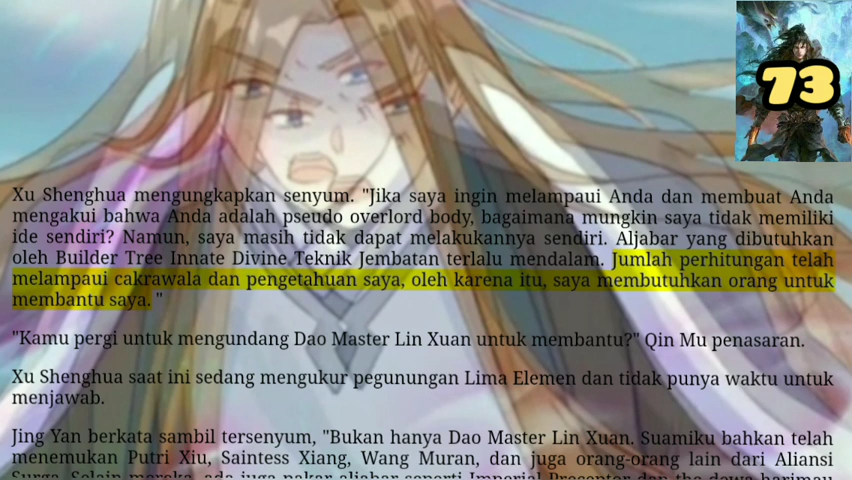 73
Xu Shenghua mengungkapkan senyum. "Jika saya ingin melampaui Anda dan membuat Anda
mengakui bahwa Anda adalah pseudo overlord body, bagaimana mungkin saya tidak memiliki
ide sendiri? Namun, saya masih tidak dapat melakukannya sendiri. Aljabar yang dibutuhkan
oleh Builder Tree Innate Divine Teknik Jembatan terlalu mendalam. Jumlah perhitungan telah
melampaui cakrawala dan pengetahuan saya, oleh karena itu, saya membutuhkan orang untuk
membantu saya. "
"Kamu pergi untuk mengundang Dao Master Lin Xuan untuk membantu?" Qin Mu penasaran.
Xu Shenghua saat ini sedang mengukur pegunungan Lima Elemen dan tidak punya waktu untuk
menjawab.
Jing Yan berkata sambil tersenyum, "Bukan hanya Dao Master Lin Xuan. Suamiku bahkan telah
menemukan Putri Xiu, Saintess Xiang, Wang Muran, dan juga orang-orang lain dari Aliansi